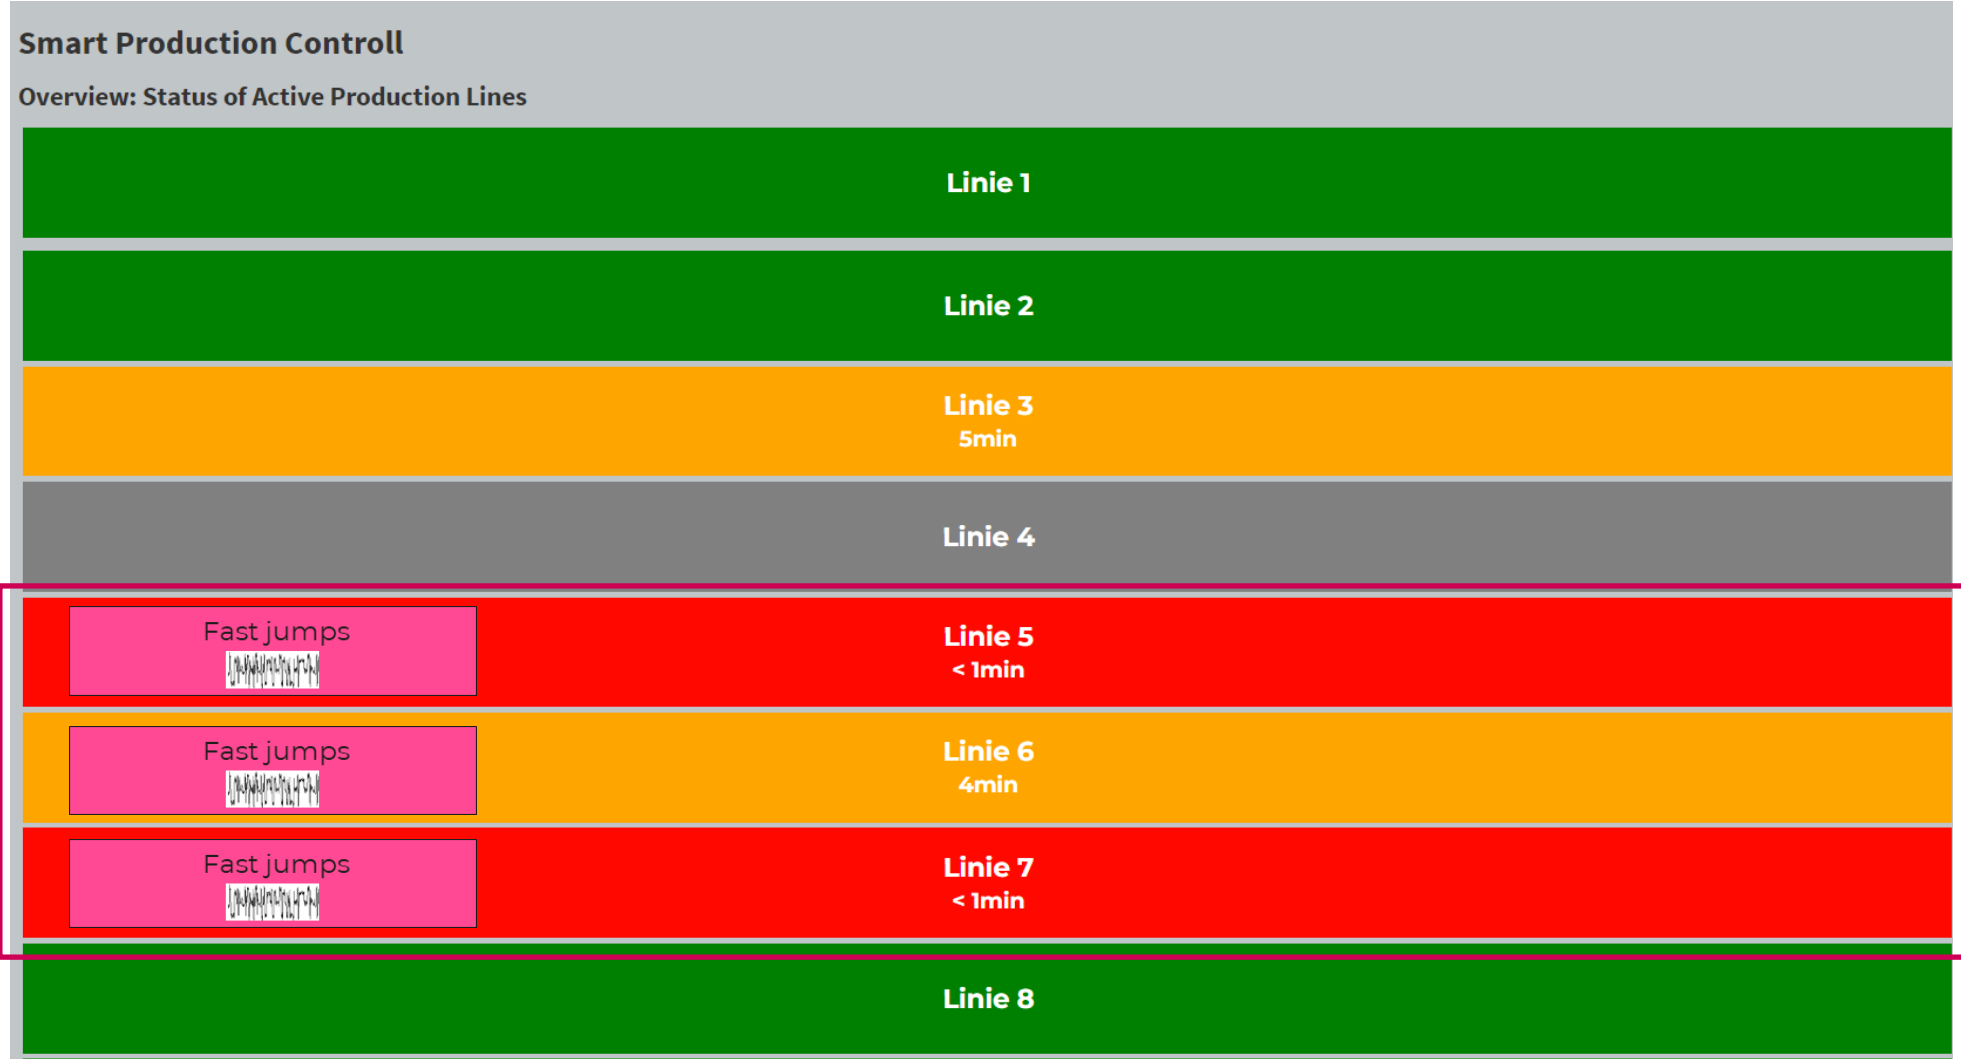 Smart Production Controll
Overview: Status of Active Production Lines
Linie 1
Linie 2
Linie 3
5min
Linie 4
Fast jumps
Linie 5
< 1min
Fast jumps
Linie 6
4min
Fast jumps
Linie 7
< 1min
Linie 8